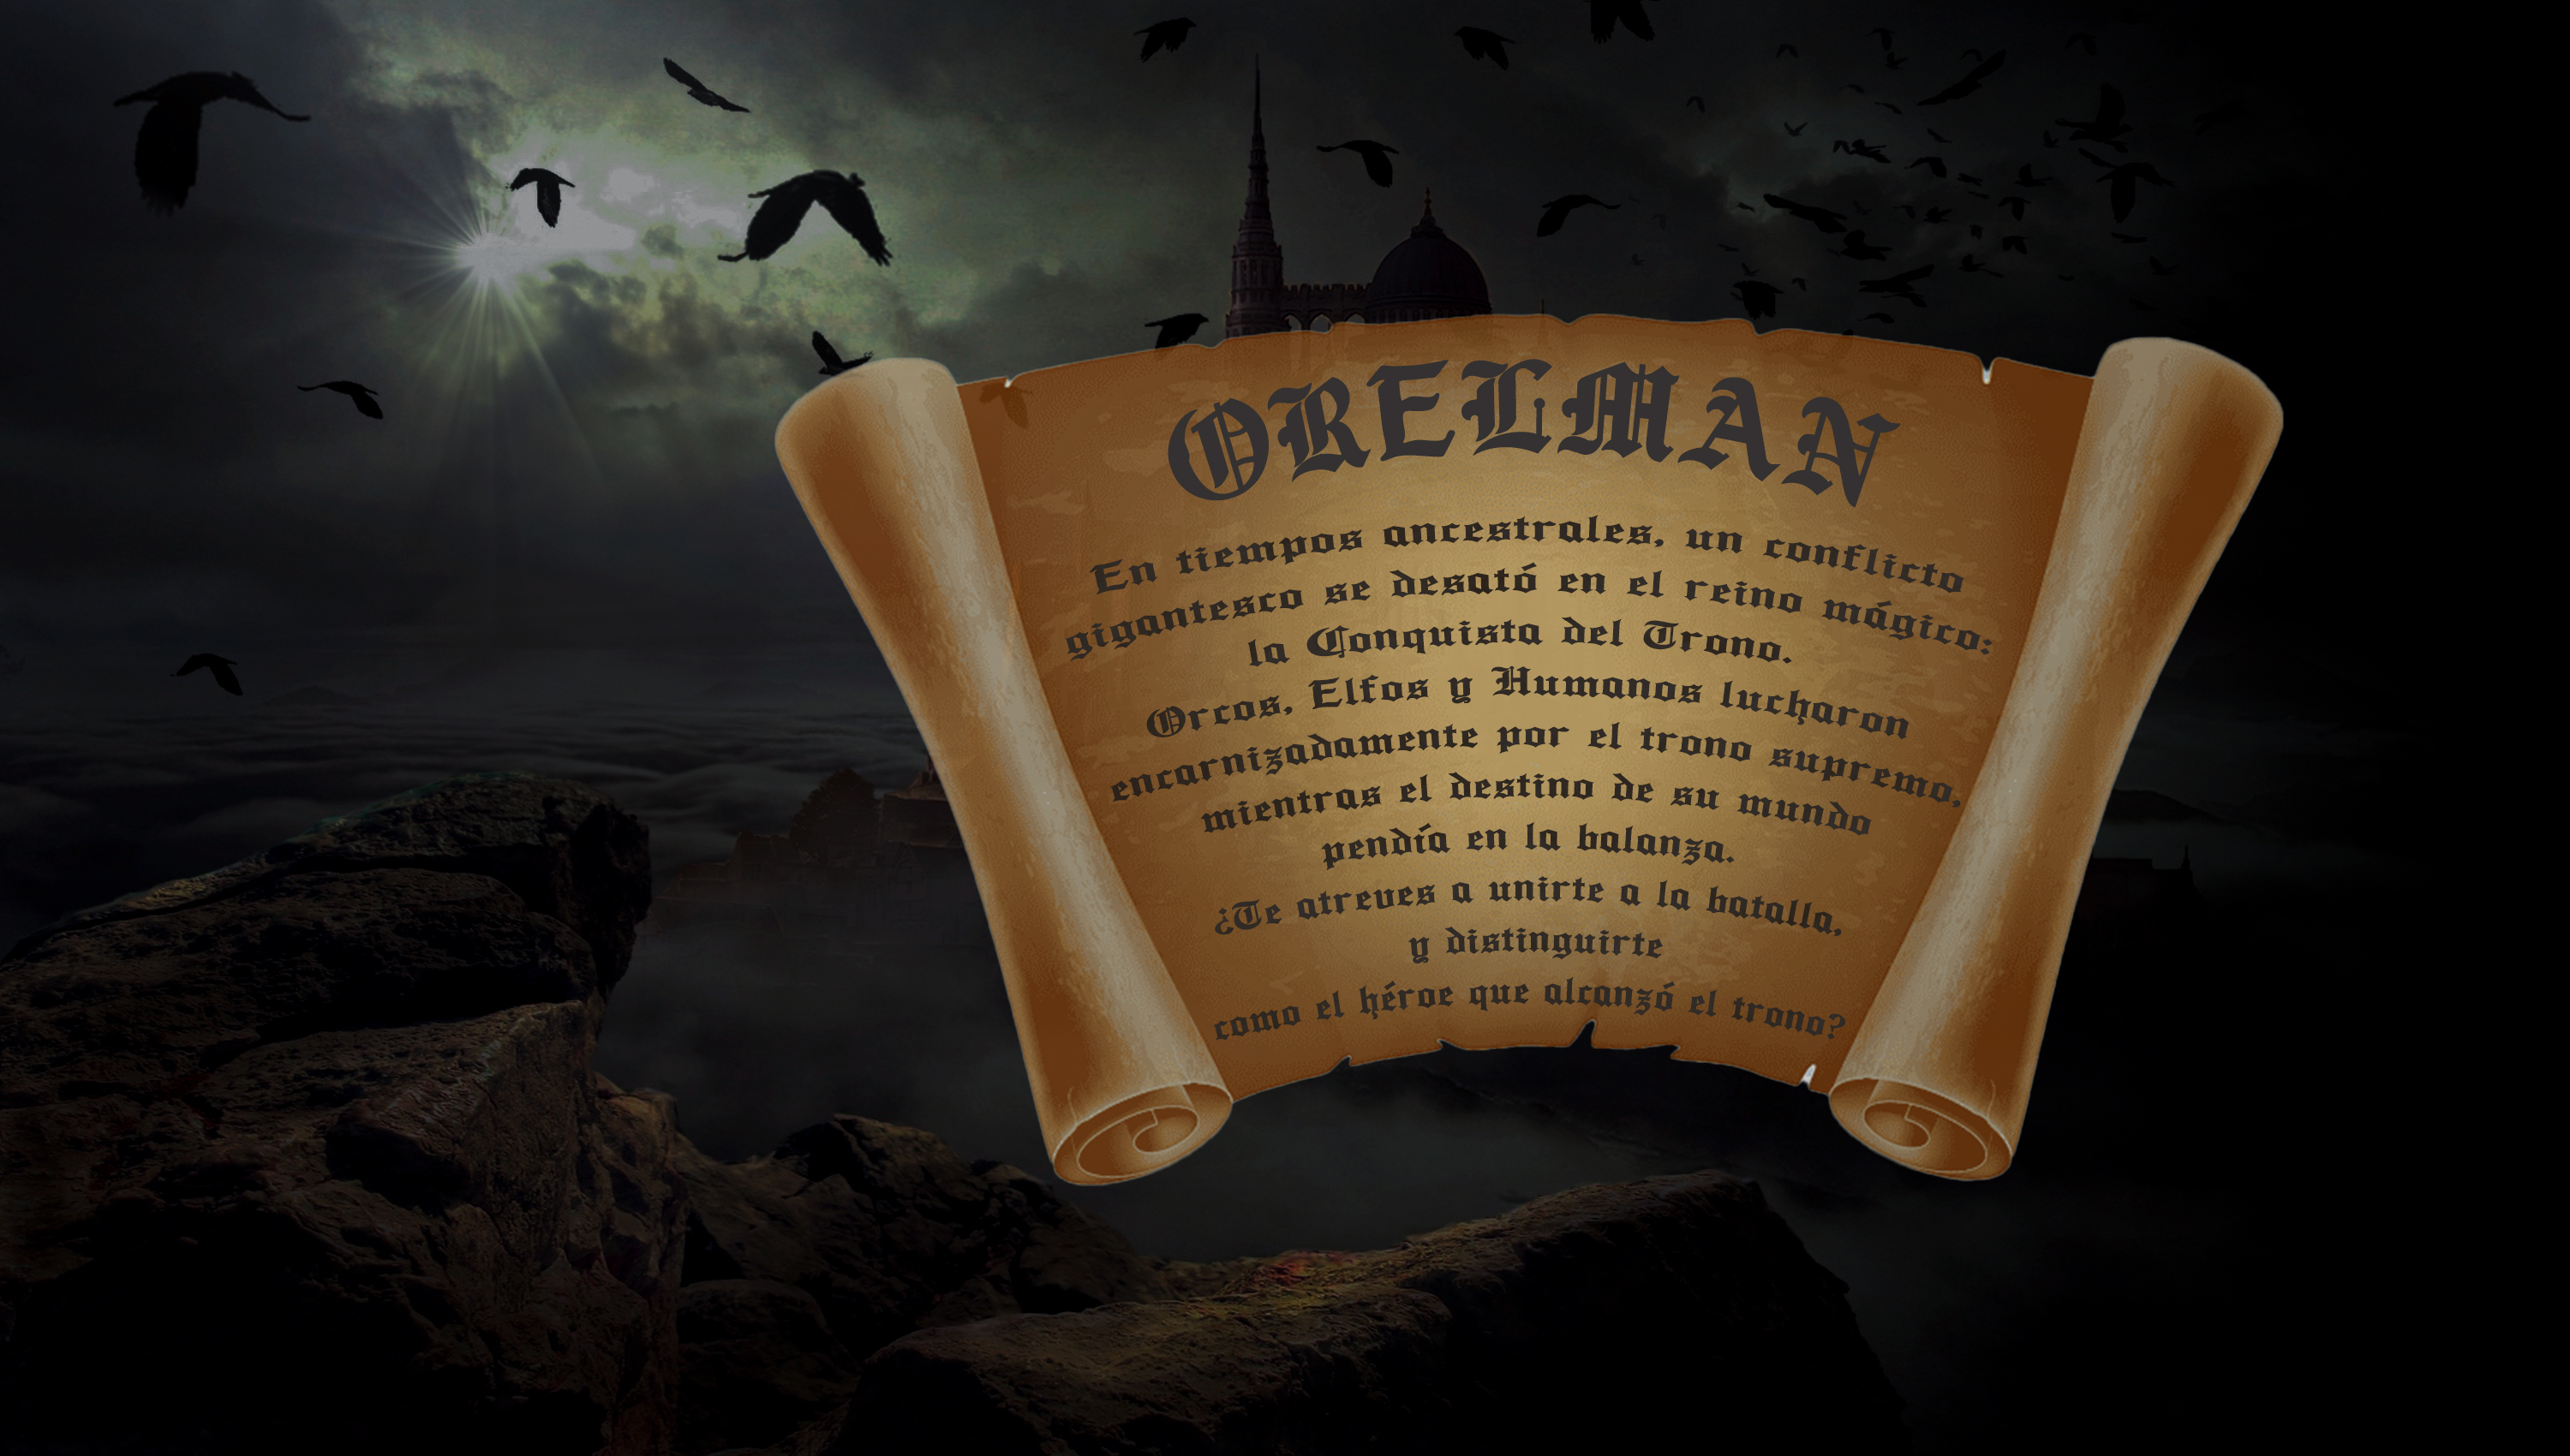 ORELMAN
En tiempos ancestrales, un conflicto
gigantesco se desató en el reino mágico:
la Conquista del Trono.
Orcos, Elfos y Humanos lucharon
encarnizadamente por el trono supremo,
mientras el destino de su mundo
pendía en la balanza.
¿Te atreves a unirte a la batalla,
y distinguirte
como el héroe que alcanzó el trono?